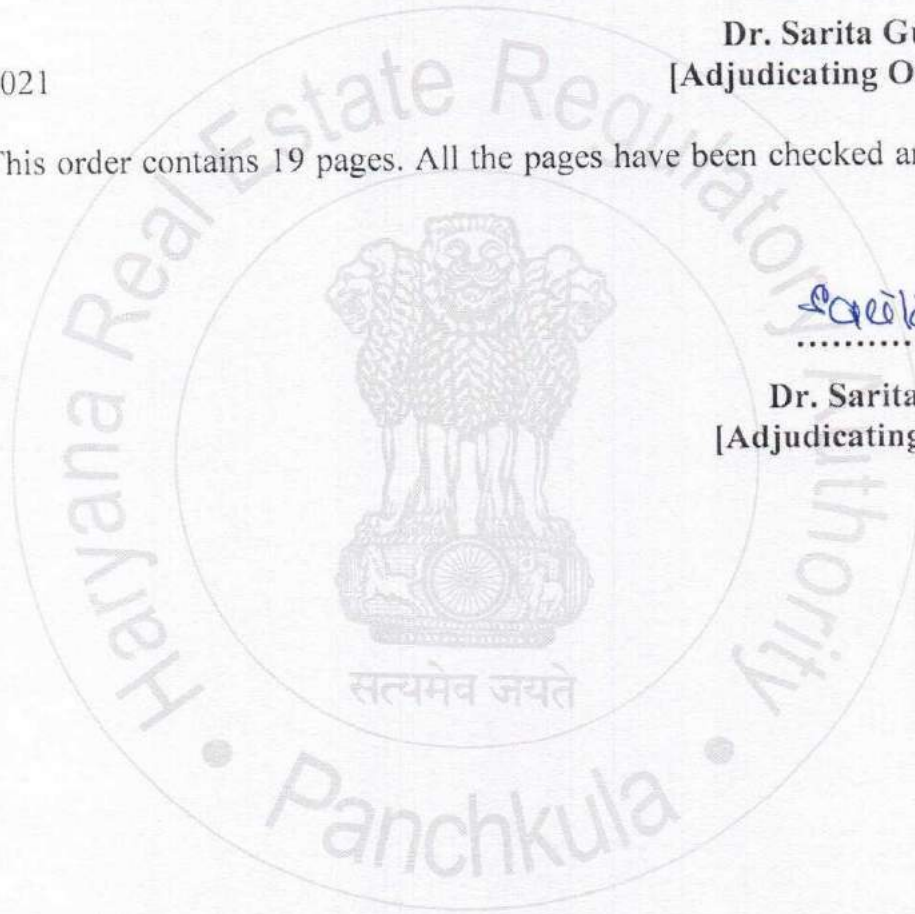 Dr. Sarita Gu
021
[Adjudicating O
This order contains 19 pages. All the pages have been checked an
Dr. Sarita
[Adjudicating
Haryana Real Estate Regulatory Authority
सत्यमेव जयते
• Panchkula •